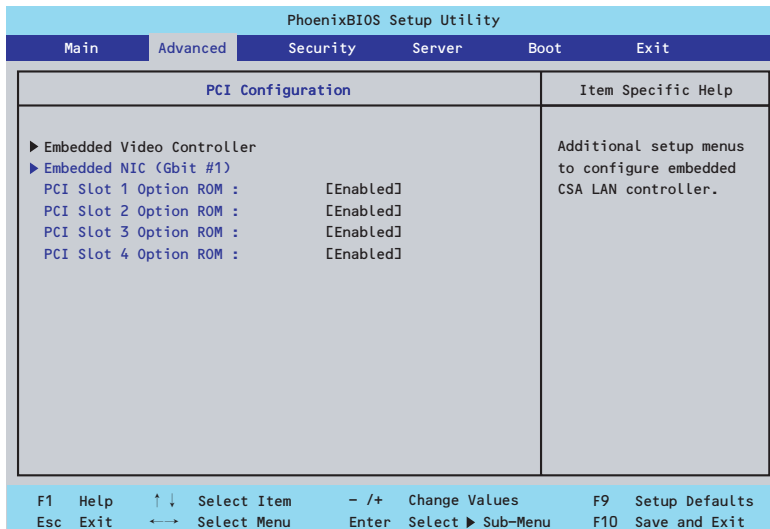 PhoenixBIOS Setup Utility
Main Advanced Security Server Boot Exit
PCI Configuration
Item Specific Help
▶ Embedded Video Controller
▶ Embedded NIC (Gbit #1)
PCI Slot 1 Option ROM : [Enabled]
PCI Slot 2 Option ROM : [Enabled]
PCI Slot 3 Option ROM : [Enabled]
PCI Slot 4 Option ROM : [Enabled]
Additional setup menus
to configure embedded
CSA LAN controller.
F1 Help ↑↓ Select Item - /+ Change Values F9 Setup Defaults
Esc Exit ←→ Select Menu Enter Select ▶ Sub-Menu F10 Save and Exit